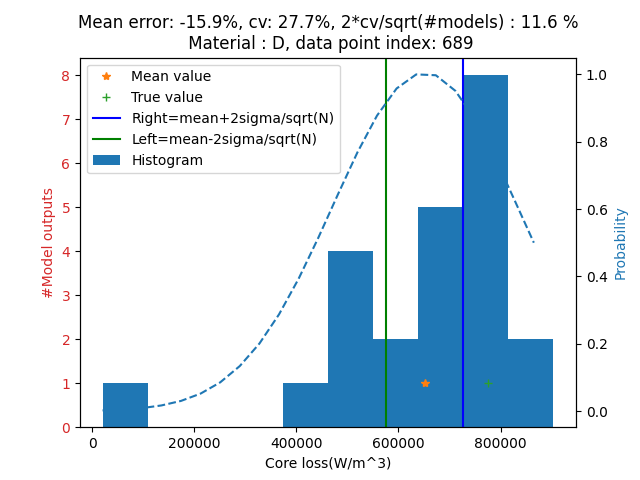 Mean error: -15.9%, cv: 27.7%, 2*cv/sqrt(#models) : 11.6 %
Material : D, data point index: 689
Mean value
True value
Right=mean+2sigma/sqrt(N)
Left=mean-2sigma/sqrt(N)
Histogram
#Model outputs
8
7
6
5
4
3
2
1
0
1.0
0.8
0.6
0.4
0.2
0.0
Probability
0
200000
400000
600000
800000
Core loss(W/m^3)